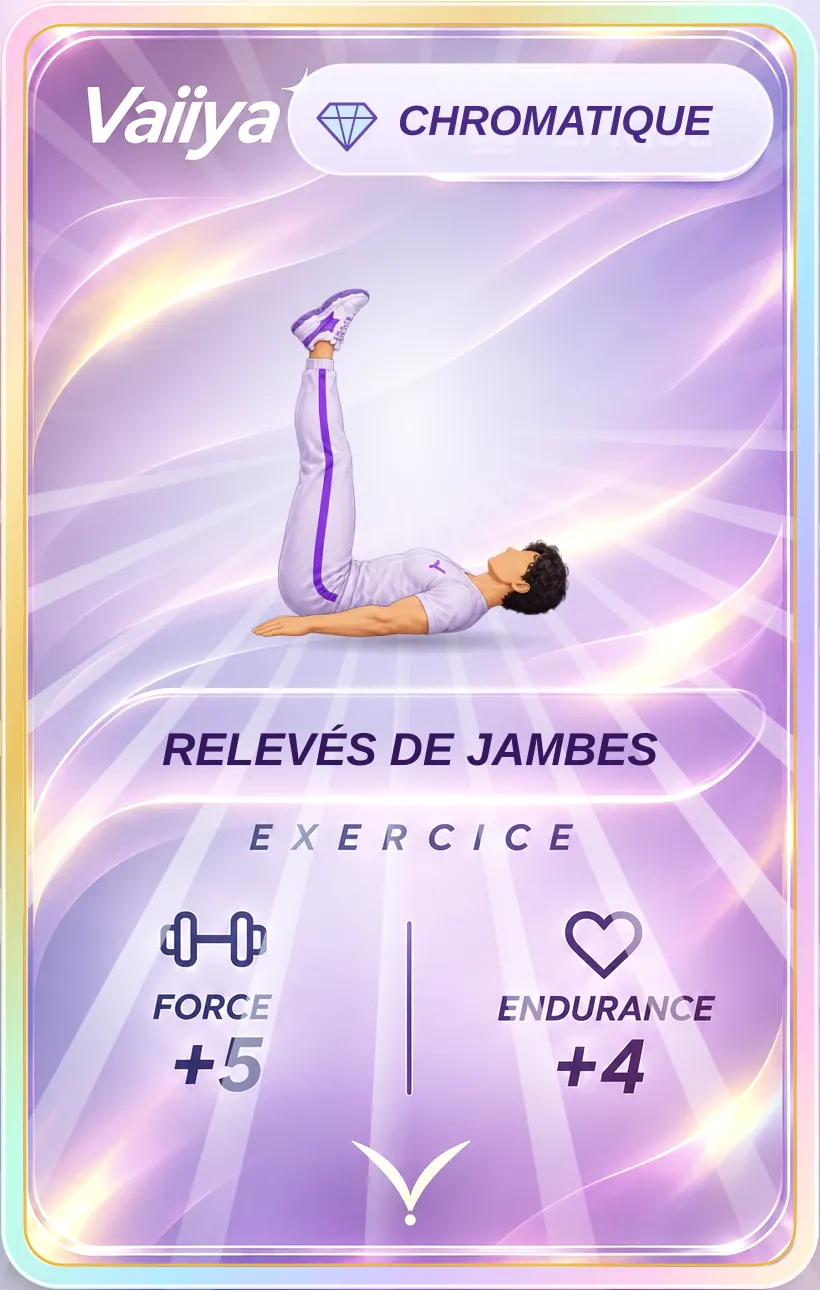 Vaiiya
CHROMATIQUE
RELEVÉS DE JAMBES
EXERCICE
FORCE
+5
ENDURANCE
+4